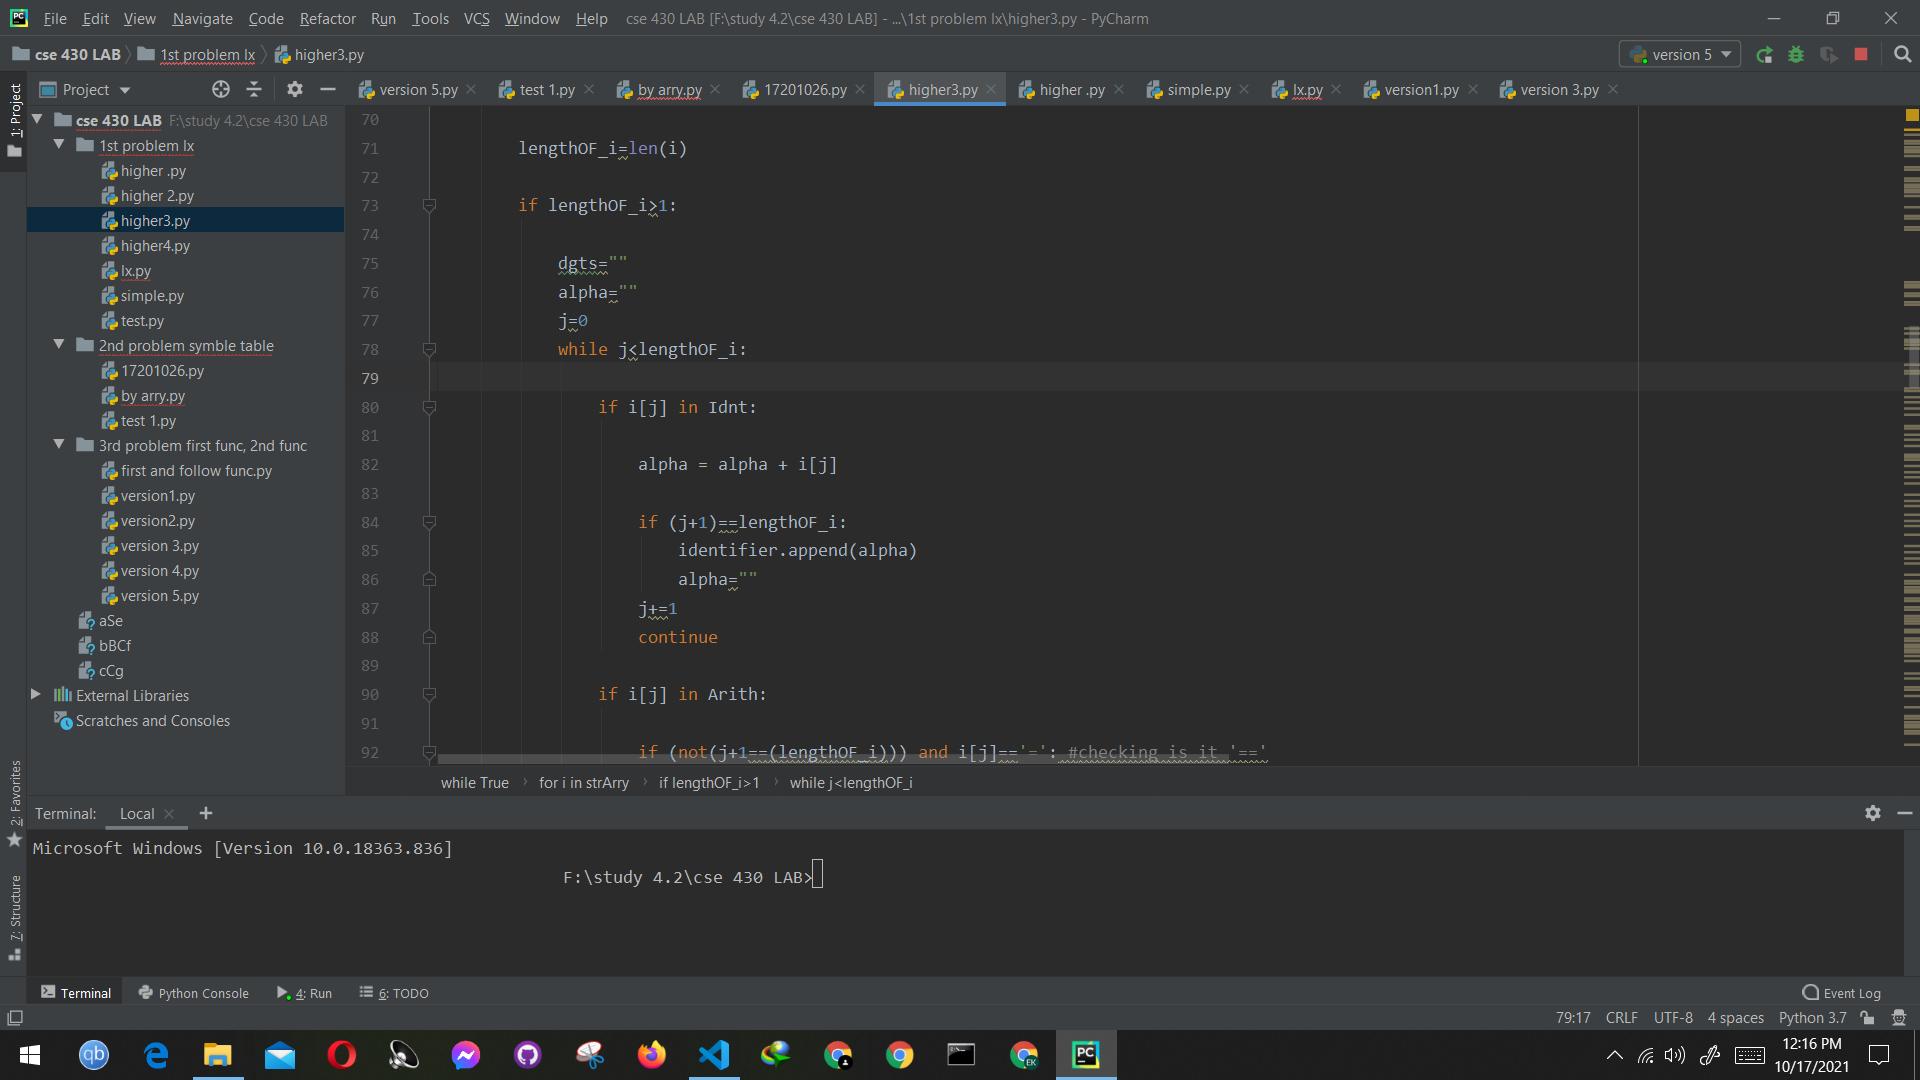 File Edit View Navigate Code Refactor Run Tools VCS Window Help cse 430 LAB [F:\study 4.2\cse 430 LAB] - ...\1st problem lx\higher3.py - PyCharm
cse 430 LAB 1st problem lx higher3.py version 5
Project version 5.py test 1.py by arry.py 17201026.py higher3.py higher .py simple.py lx.py version1.py version 3.py
1: Project
cse 430 LAB F:\study 4.2\cse 430 LAB
1st problem lx
higher .py
higher 2.py
higher3.py
higher4.py
lx.py
simple.py
test.py
2nd problem symble table
17201026.py
by arry.py
test 1.py
3rd problem first func, 2nd func
first and follow func.py
version1.py
version2.py
version 3.py
version 4.py
version 5.py
aSe
bBCf
cCg
External Libraries
Scratches and Consoles
70
71 lengthOF_i=len(i)
72
73 if lengthOF_i>1:
74
75 dgts=""
76 alpha=""
77 j=0
78 while j<lengthOF_i:
79
80 if i[j] in Idnt:
81
82 alpha = alpha + i[j]
83
84 if (j+1)==lengthOF_i:
85 identifier.append(alpha)
86 alpha=""
87 j+=1
88 continue
89
90 if i[j] in Arith:
91
92 if (not(j+1==(lengthOF_i))) and i[j]=='=': #checking is it '=='
while True for i in strArry if lengthOF_i>1 while j<lengthOF_i
2: Favorites
7: Structure
Terminal: Local +
Microsoft Windows [Version 10.0.18363.836]
F:\study 4.2\cse 430 LAB>
Terminal Python Console 4: Run 6: TODO Event Log
79:17 CRLF UTF-8 4 spaces Python 3.7
qb EK PC
12:16 PM
10/17/2021